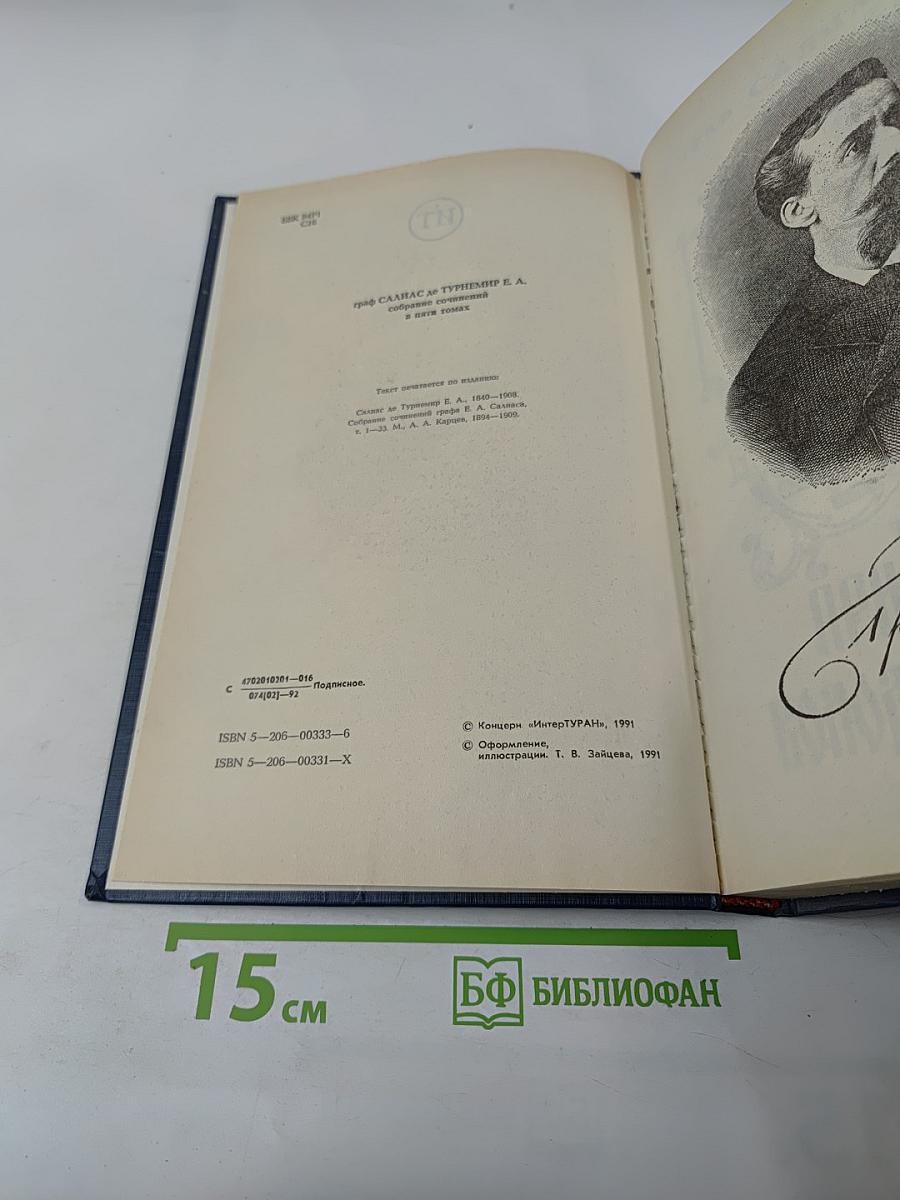 ББК 84Р1
С16
ИТ
граф САЛИАС де ТУРНЕМИР Е. А.
собрание сочинений
в пяти томах
Текст печатается по изданию:
Салиас де Турнемир Е. А., 1840—1908.
Собрание сочинений графа Е. А. Салиаса,
т. 1—33. М., А. А. Карцев, 1894—1909.
4702010201—016
С Подписное.
074[02]—92
ISBN 5—206—00333—6
ISBN 5—206—00331—X
© Концерн «ИнтерТУРАН», 1991
© Оформление,
иллюстрации. Т. В. Зайцева, 1991
15 см
БФ БИБЛИОФАН